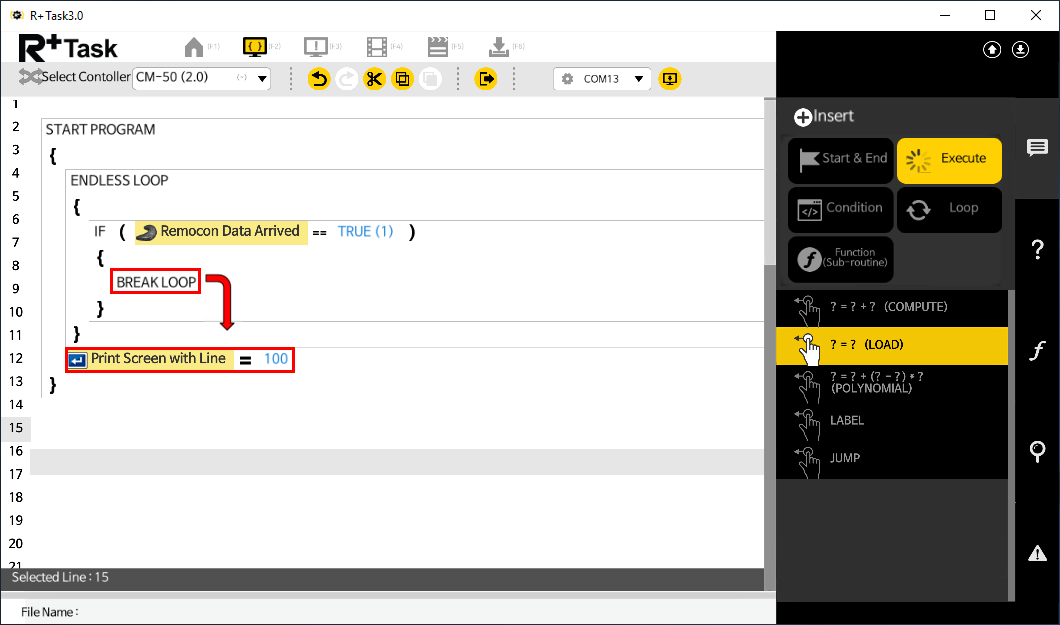 R+Task3.0
R+Task
(F1) (F2) (F3) (F4) (F5) (F6)
Select Contoller CM-50 (2.0) COM13
1
2 START PROGRAM
3 {
4 ENDLESS LOOP
5 {
6 IF ( Remocon Data Arrived == TRUE (1) )
7
8 {
9 BREAK LOOP
10 }
11 }
12 Print Screen with Line = 100
13 }
14
15
16
17
18
19
20
21
Selected Line : 15
File Name :
Insert
Start & End Execute
</> Condition Loop
Function
(Sub-routine)
? = ? + ? (COMPUTE)
? = ? (LOAD)
? = ? + (? - ?) * ?
(POLYNOMIAL)
LABEL
JUMP